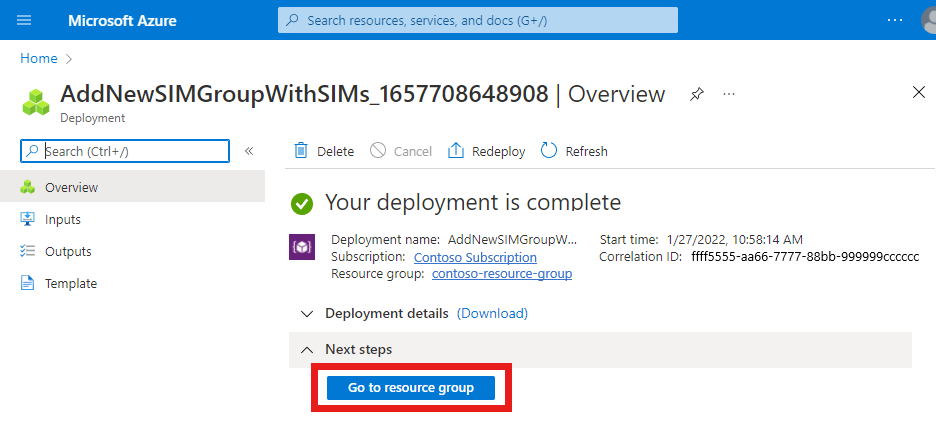 Microsoft Azure
Search resources, services, and docs (G+/)
Home
AddNewSIMGroupWithSIMs_1657708648908 | Overview
Deployment
Search (Ctrl+/)
Delete
Cancel
Redeploy
Refresh
Overview
Inputs
Outputs
Template
Your deployment is complete
Deployment name: AddNewSIMGroupW...
Start time: 1/27/2022, 10:58:14 AM
Subscription: Contoso Subscription
Correlation ID: ffff5555-aa66-7777-88bb-999999cccccc
Resource group: contoso-resource-group
Deployment details (Download)
Next steps
Go to resource group